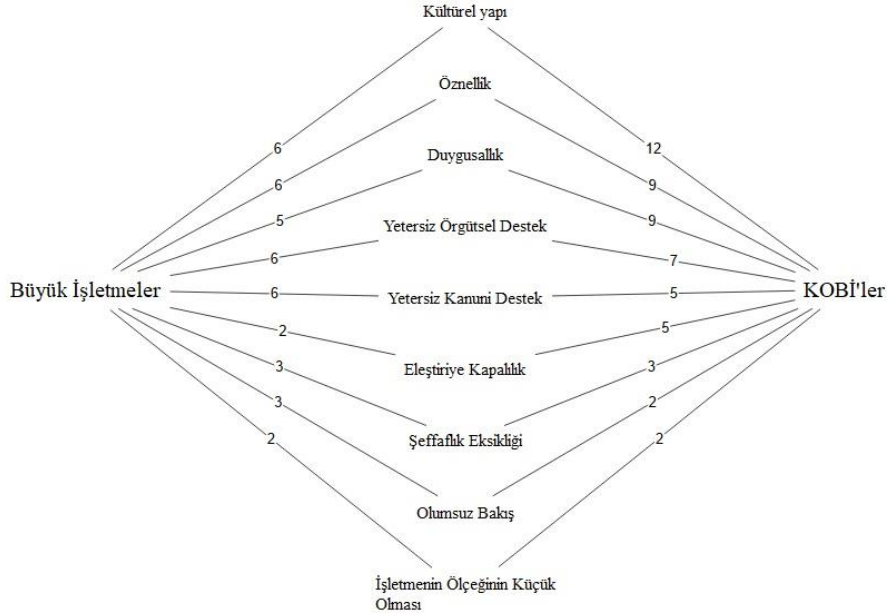 Kültürel yapı
Öznellik
6
12
Duygusallık
6
9
5
9
Yetersiz Örgütsel Destek
6
7
Büyük İşletmeler
6
Yetersiz Kanuni Destek
5
KOBİ'ler
2
5
Eleştiriye Kapalılık
3
3
3
2
Şeffaflık Eksikliği
2
2
Olumsuz Bakış
İşletmenin Ölçeğinin Küçük
Olması